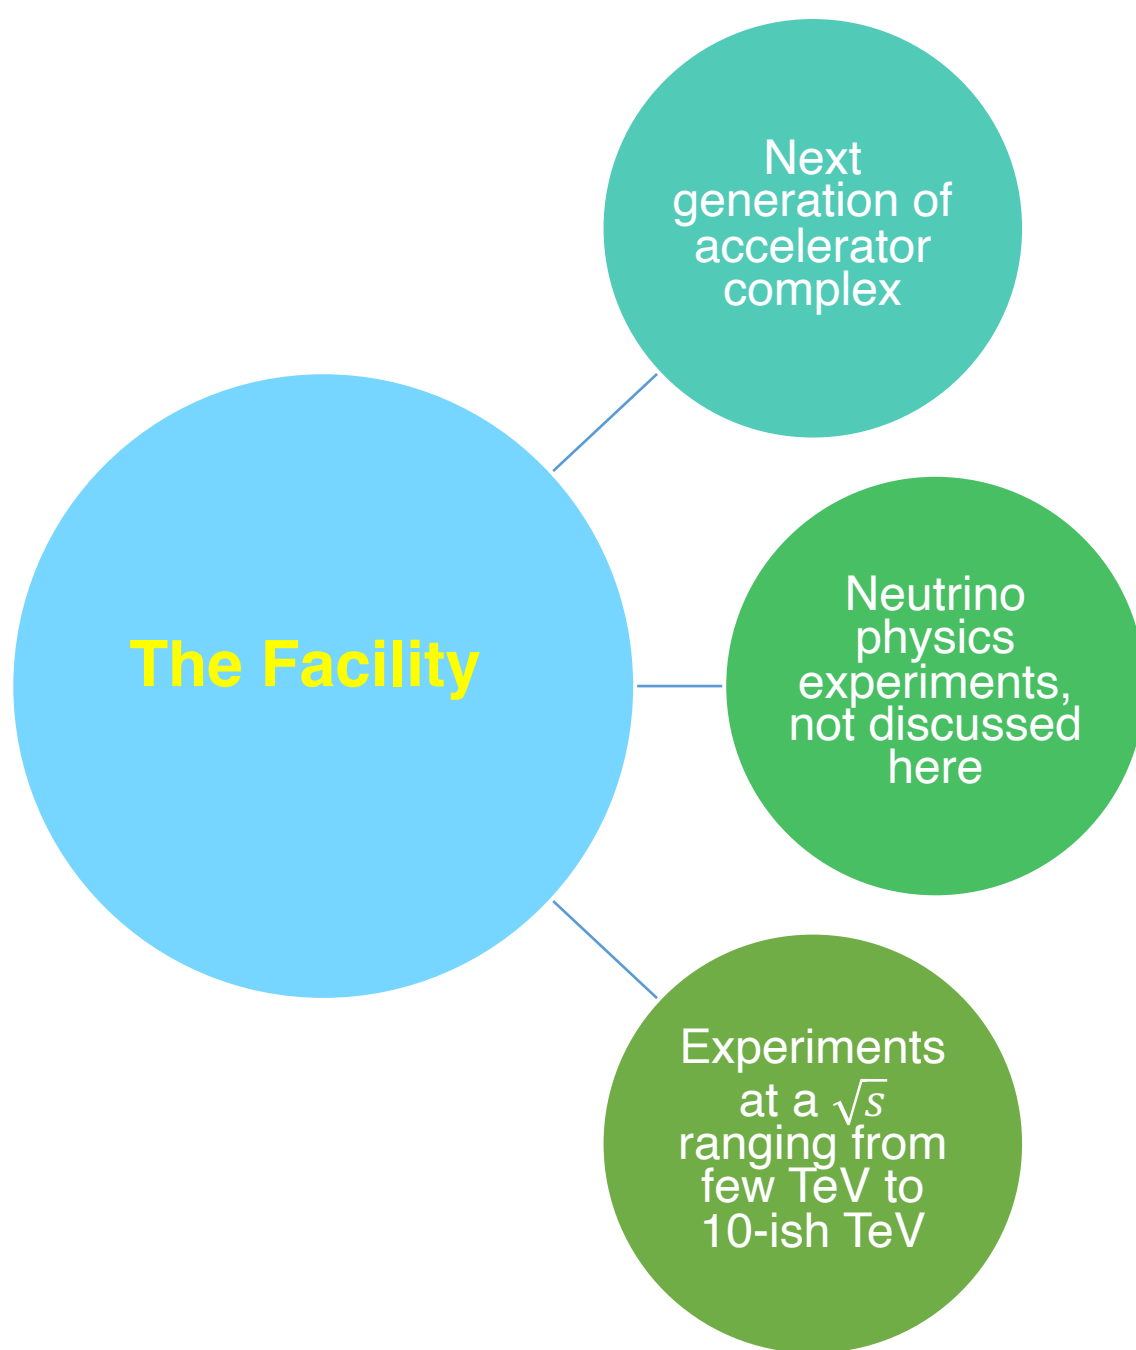 Next
generation of
accelerator
complex
The Facility
Neutrino
physics
experiments,
not discussed
here
Experiments
at a √s
ranging from
few TeV to
10-ish TeV